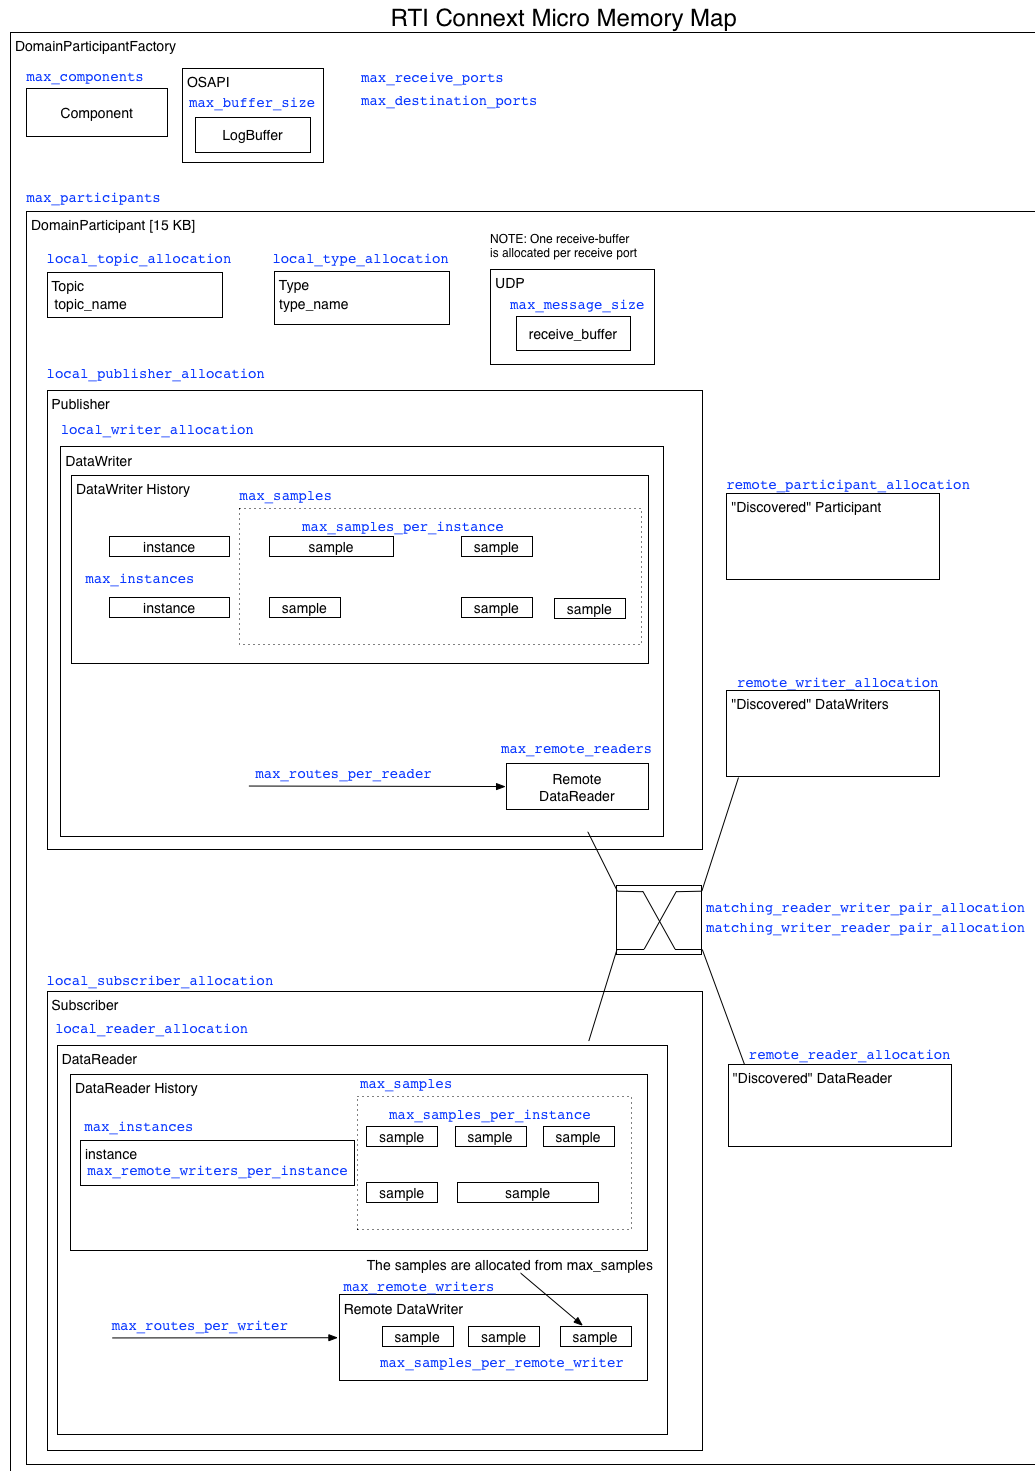 RTI Connext Micro Memory Map
DomainParticipantFactory
max_components
Component
OSAPI
max_buffer_size
LogBuffer
max_receive_ports
max_destination_ports
max_participants
DomainParticipant [15 KB]
local_topic_allocation
Topic
topic_name
local_type_allocation
Type
type_name
NOTE: One receive-buffer
is allocated per receive port
UDP
max_message_size
receive_buffer
local_publisher_allocation
Publisher
local_writer_allocation
DataWriter
DataWriter History
max_samples
max_samples_per_instance
instance
sample
sample
max_instances
instance
sample
sample
sample
remote_participant_allocation
"Discovered" Participant
remote_writer_allocation
"Discovered" DataWriters
max_remote_readers
max_routes_per_reader
Remote
DataReader
matching_reader_writer_pair_allocation
matching_writer_reader_pair_allocation
local_subscriber_allocation
Subscriber
local_reader_allocation
DataReader
DataReader History
max_samples
max_samples_per_instance
max_instances
instance
max_remote_writers_per_instance
sample
sample
sample
sample
sample
remote_reader_allocation
"Discovered" DataReader
The samples are allocated from max_samples
max_remote_writers
Remote DataWriter
max_routes_per_writer
sample
sample
sample
max_samples_per_remote_writer